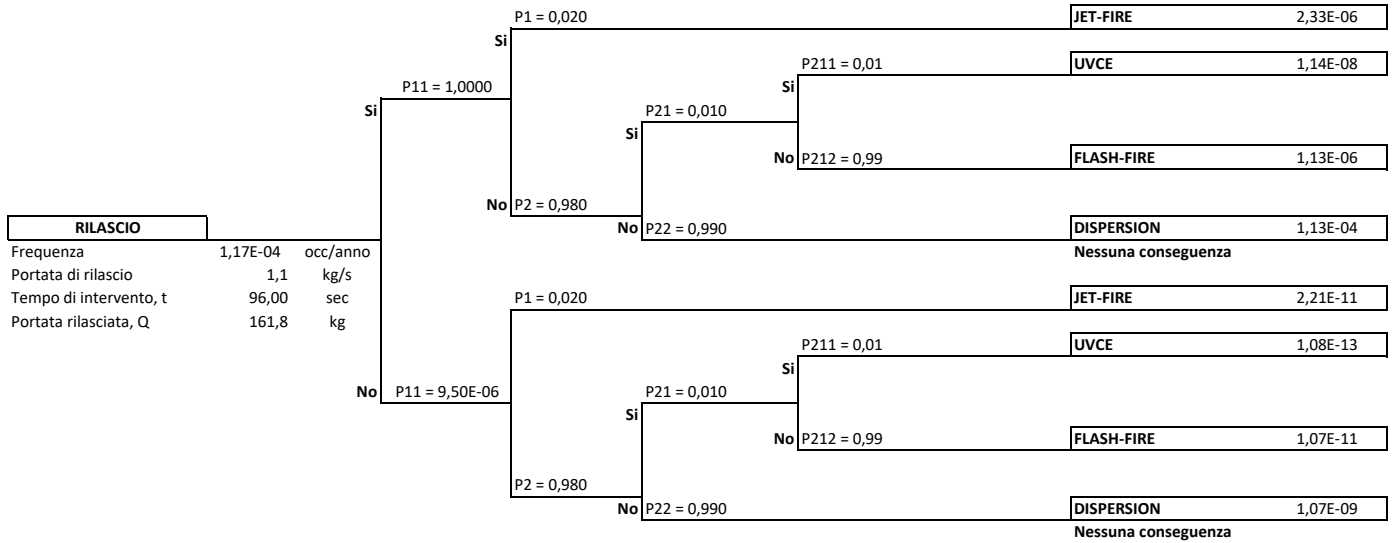 P1 = 0,020
JET-FIRE 2,33E-06
Si
P211 = 0,01
UVCE 1,14E-08
P11 = 1,0000
Si
Si
P21 = 0,010
Si
No P212 = 0,99
FLASH-FIRE 1,13E-06
No P2 = 0,980
RILASCIO
No P22 = 0,990
DISPERSION 1,13E-04
Frequenza 1,17E-04 occ/anno
Nessuna conseguenza
Portata di rilascio 1,1 kg/s
Tempo di intervento, t 96,00 sec
P1 = 0,020
JET-FIRE 2,21E-11
Portata rilasciata, Q 161,8 kg
P211 = 0,01
UVCE 1,08E-13
Si
No P11 = 9,50E-06
P21 = 0,010
Si
No P212 = 0,99
FLASH-FIRE 1,07E-11
P2 = 0,980
No P22 = 0,990
DISPERSION 1,07E-09
Nessuna conseguenza